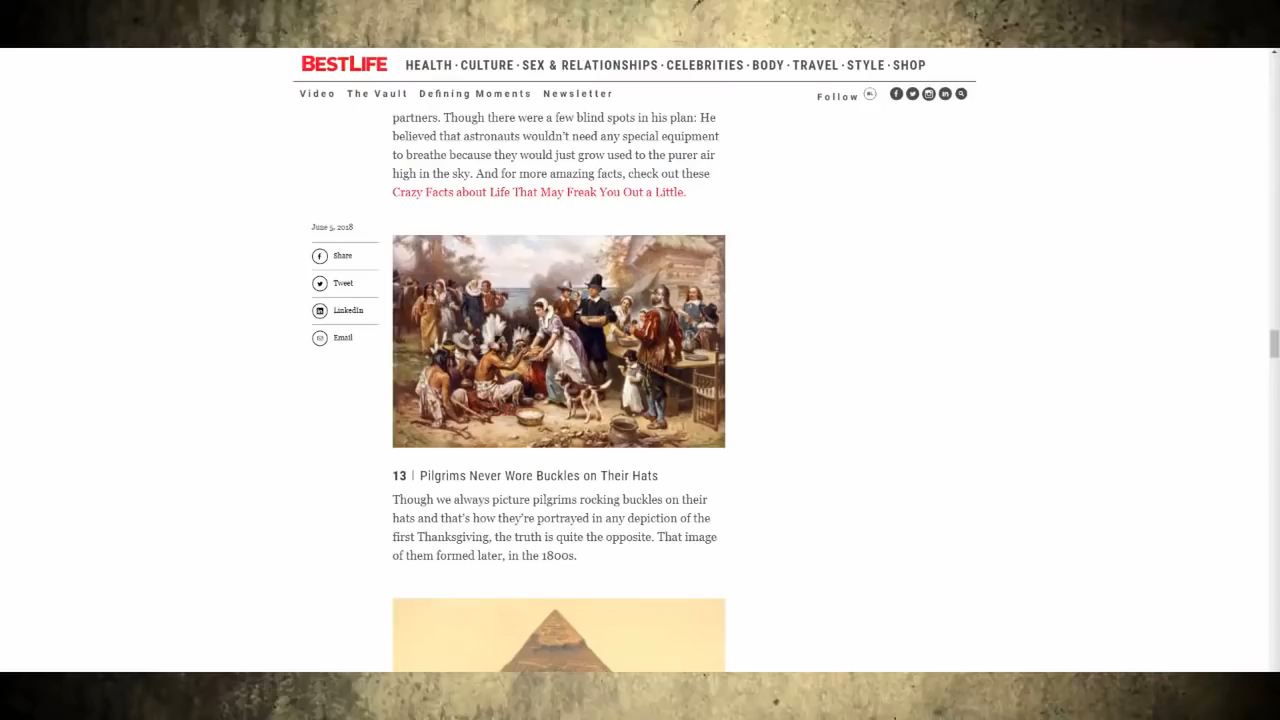 BESTLIFE
HEALTH · CULTURE · SEX & RELATIONSHIPS · CELEBRITIES · BODY · TRAVEL · STYLE · SHOP
Video The Vault Defining Moments Newsletter
Follow
partners. Though there were a few blind spots in his plan: He
believed that astronauts wouldn't need any special equipment
to breathe because they would just grow used to the purer air
high in the sky. And for more amazing facts, check out these
Crazy Facts about Life That May Freak You Out a Little.
June 5, 2018
Share
Tweet
LinkedIn
Email
13 | Pilgrims Never Wore Buckles on Their Hats
Though we always picture pilgrims rocking buckles on their
hats and that's how they're portrayed in any depiction of the
first Thanksgiving, the truth is quite the opposite. That image
of them formed later, in the 1800s.